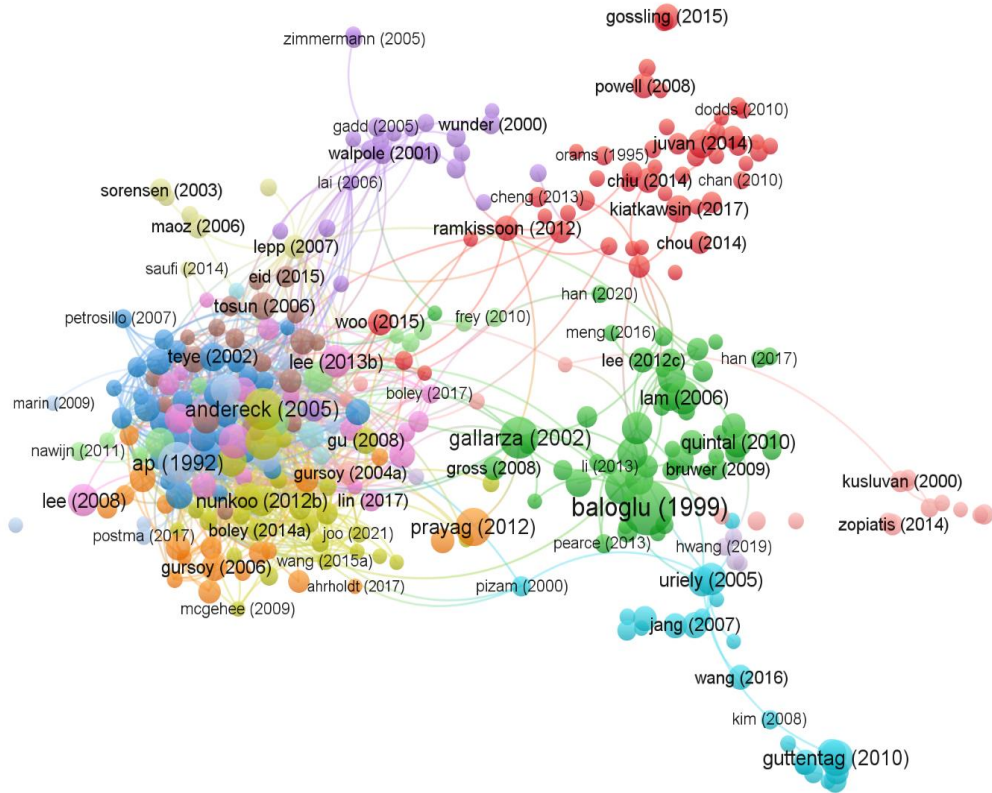 gossling (2015)
zimmermann (2005)
powell (2008)
dodds (2010)
gadd (2005)
wunder (2000)
juvan (2014)
walpole (2001)
orams (1995)
lai (2006)
chiu (2014)
chan (2010)
sorensen (2003)
cheng (2013)
kiatkawsin (2017)
maoz (2006)
ramkissoon (2012)
lepp (2007)
chou (2014)
saufi (2014)
eid (2015)
han (2020)
tosun (2006)
petrosillo (2007)
woo (2015)
frey (2010)
meng (2016)
teye (2002)
lee (2013b)
lee (2012c)
han (2017)
boley (2017)
lam (2006)
marin (2009)
andereck (2005)
gu (2008)
gallarza (2002)
quintal (2010)
nawijn (2011)
ap (1992)
gursoy (2004a)
gross (2008)
li (2013)
bruwer (2009)
kusluvan (2000)
lee (2008)
nunkoo (2012b)
lin (2017)
baloglu (1999)
zopiatis (2014)
postma (2017)
boley (2014a)
joo (2021)
prayag (2012)
pearce (2013)
hwang (2019)
wang (2015a)
gursoy (2006)
ahrholdt (2017)
pizam (2000)
uriely (2005)
mcgehee (2009)
jang (2007)
wang (2016)
kim (2008)
guttentag (2010)